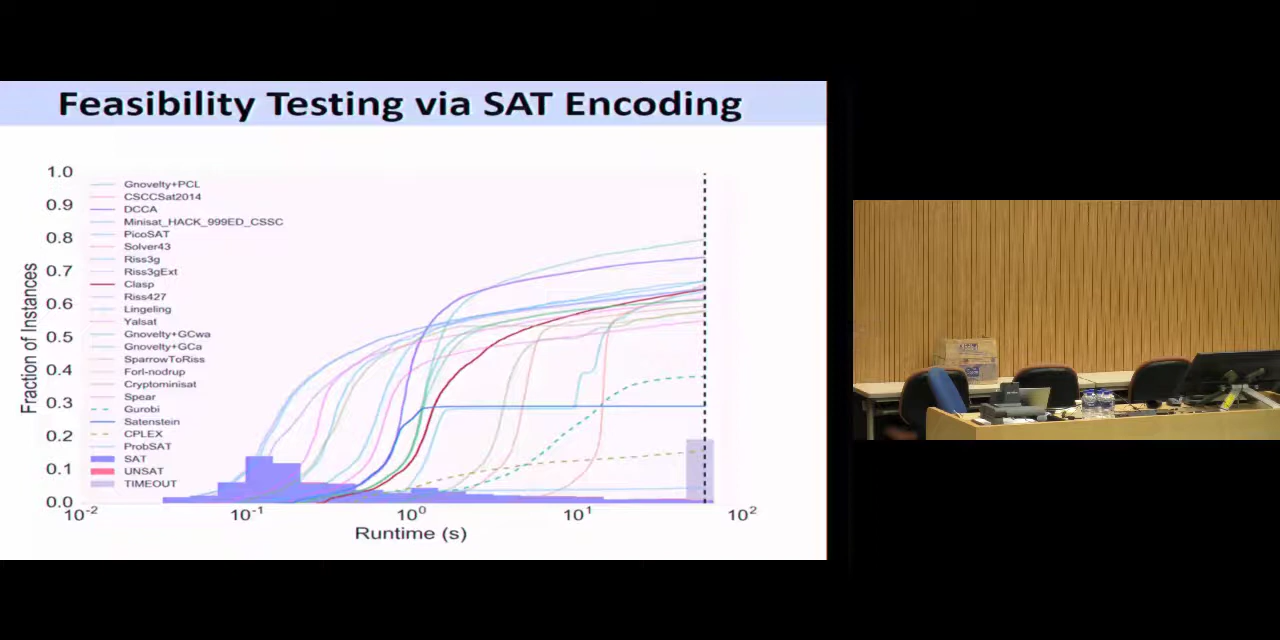 Feasibility Testing via SAT Encoding
1.0
0.9
0.8
0.7
0.6
0.5
0.4
0.3
0.2
0.1
0.0
Fraction of Instances
Gnovelty+PCL
CSCCSat2014
DCCA
Minisat_HACK_999ED_CSSC
PicoSAT
Solver43
Riss3g
Riss3gExt
Clasp
Riss427
Lingeling
Yalsat
Gnovelty+GCwa
Gnovelty+GCa
SparrowToRiss
Forl-nodrup
Cryptominisat
Spear
Gurobi
Satenstein
CPLEX
ProbSAT
SAT
UNSAT
TIMEOUT
10⁻² 10⁻¹ 10⁰ 10¹ 10²
Runtime (s)